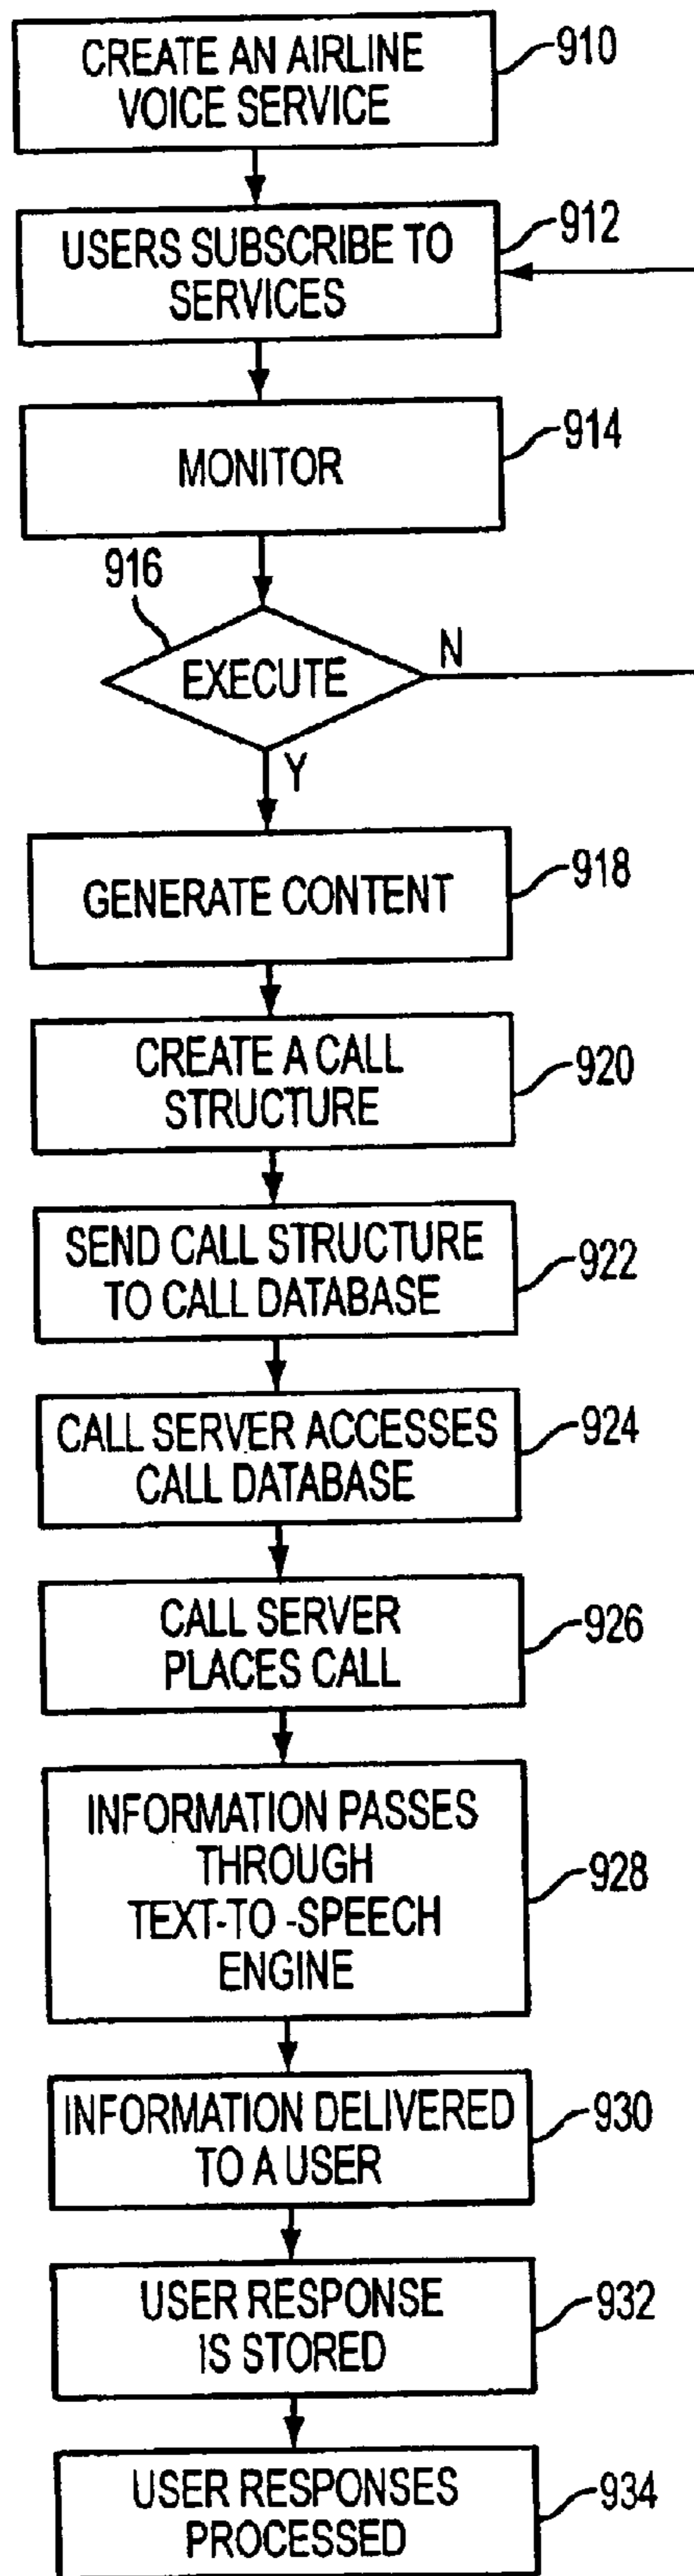 CREATE AN AIRLINE
VOICE SERVICE
910
USERS SUBSCRIBE TO
SERVICES
912
MONITOR
914
916
EXECUTE
N
Y
GENERATE CONTENT
918
CREATE A CALL
STRUCTURE
920
SEND CALL STRUCTURE
TO CALL DATABASE
922
CALL SERVER ACCESSES
CALL DATABASE
924
CALL SERVER
PLACES CALL
926
INFORMATION PASSES
THROUGH
TEXT-TO -SPEECH
ENGINE
928
INFORMATION DELIVERED
TO A USER
930
USER RESPONSE
IS STORED
932
USER RESPONSES
PROCESSED
934